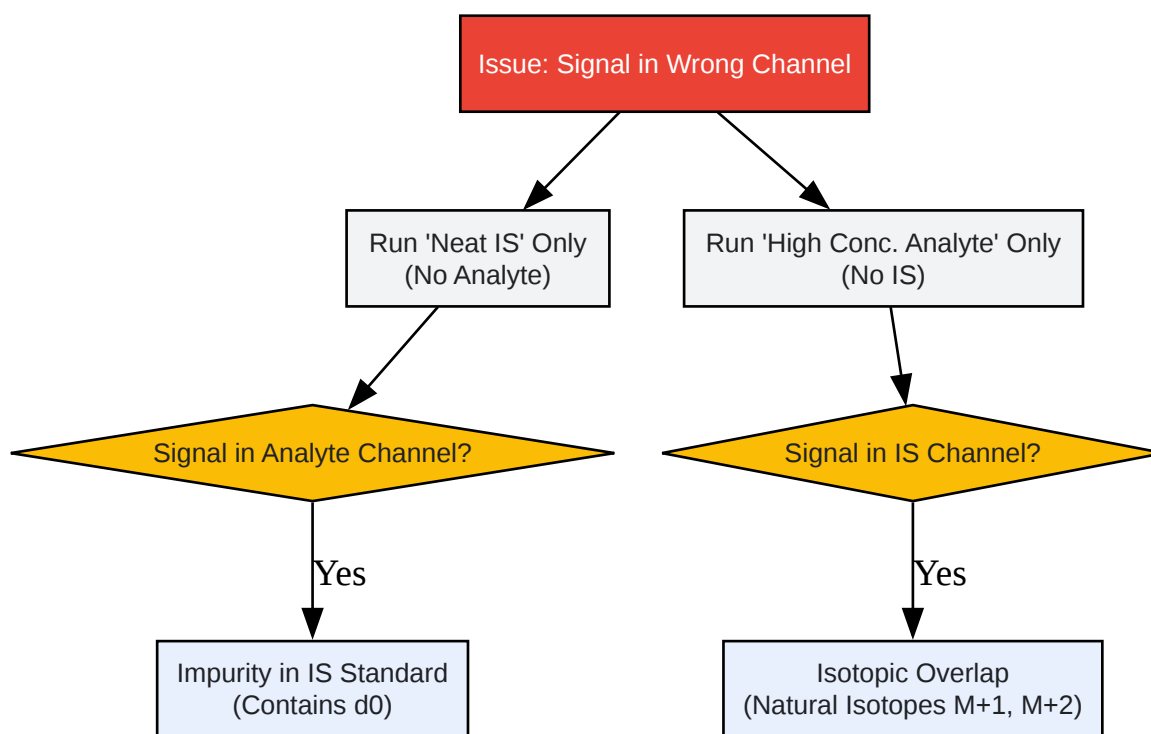 Issue: Signal in Wrong Channel
Run 'Neat IS' Only
(No Analyte)
Run 'High Conc. Analyte' Only
(No IS)
Signal in Analyte Channel?
Signal in IS Channel?
Yes
Yes
Impurity in IS Standard
(Contains d0)
Isotopic Overlap
(Natural Isotopes M+1, M+2)